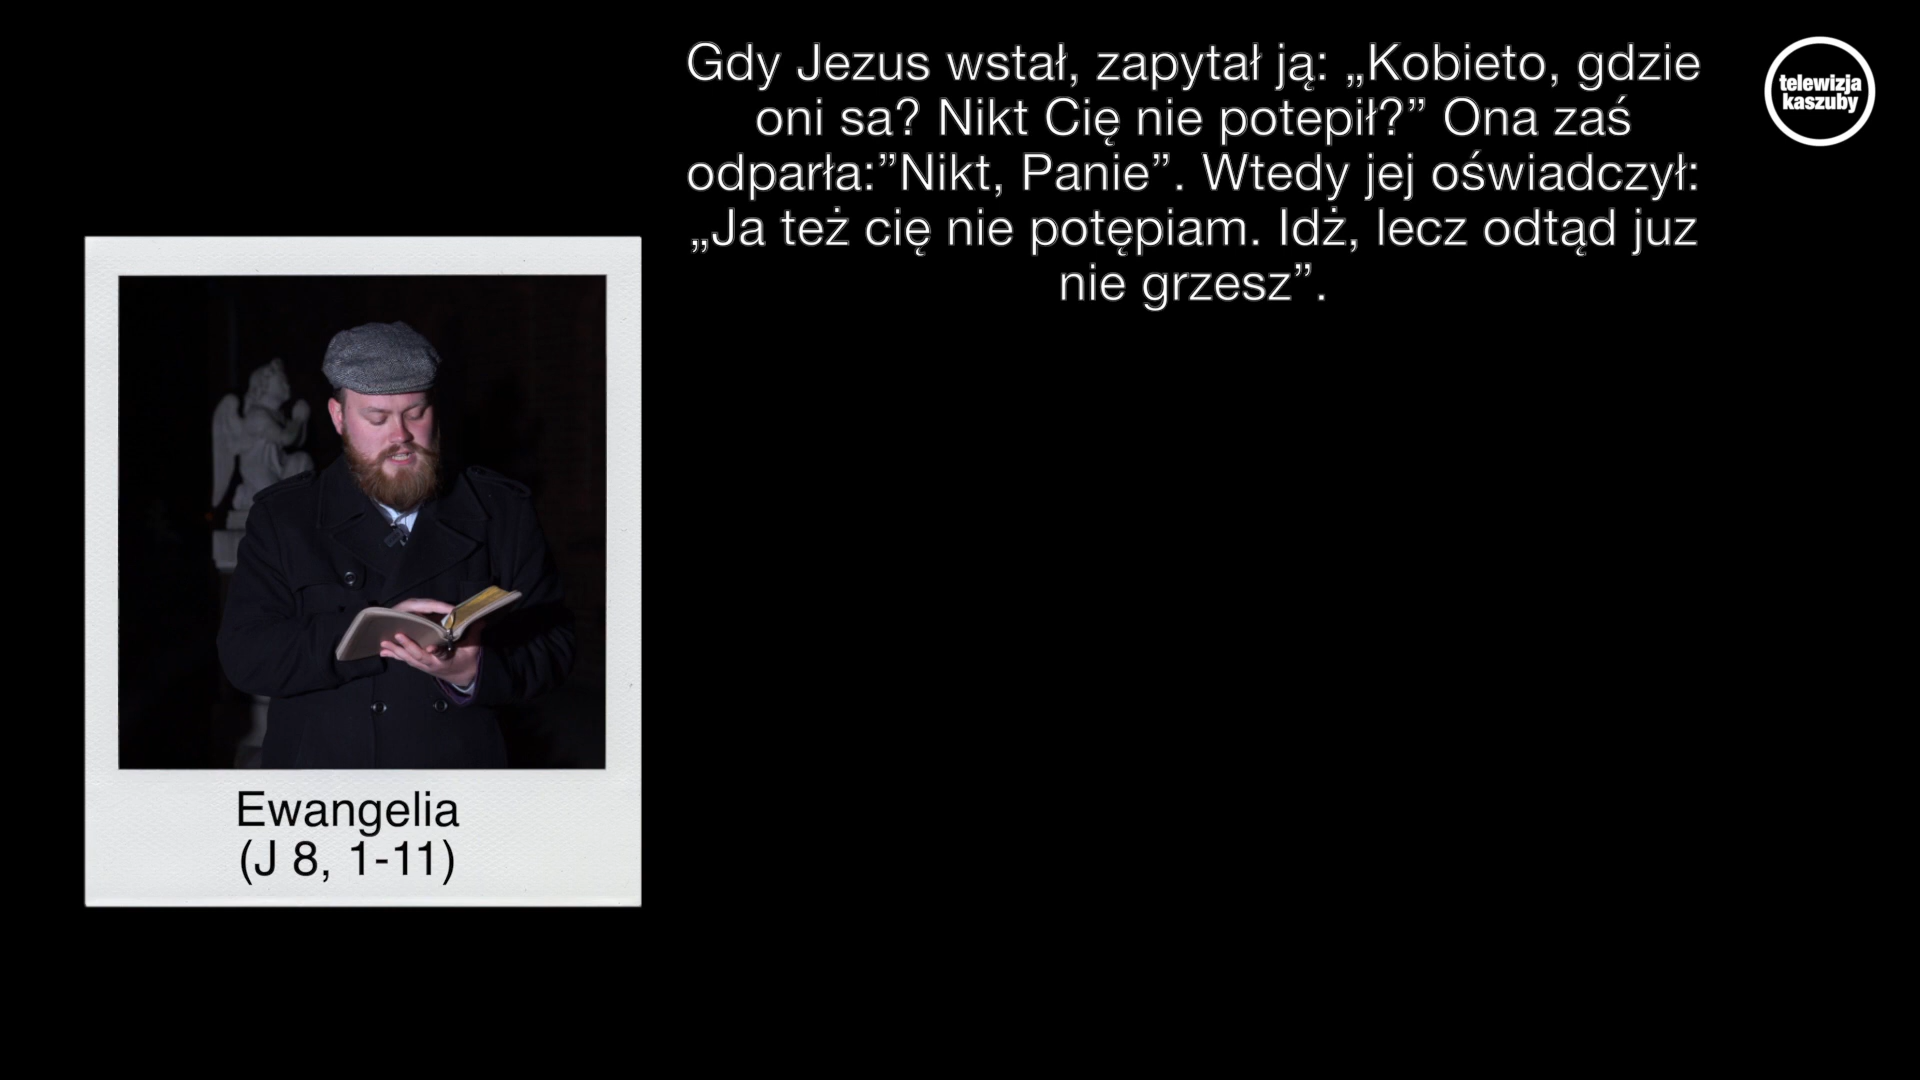 Gdy Jezus wstał, zapytał ją: „Kobieto, gdzie
oni sa? Nikt Cię nie potepił?” Ona zaś
odparła:”Nikt, Panie”. Wtedy jej oświadczył:
„Ja też cię nie potępiam. Idż, lecz odtąd juz
nie grzesz”.
telewizja
kaszuby
Ewangelia
(J 8, 1-11)